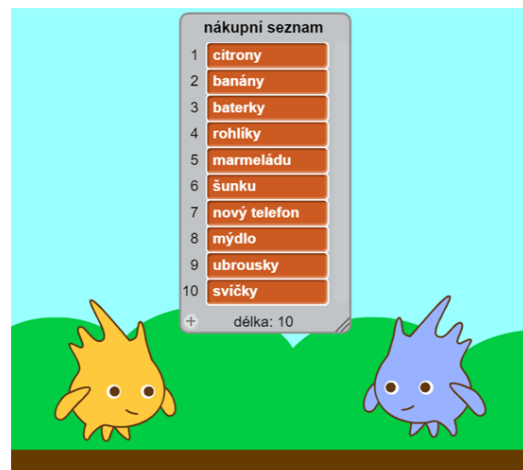 nákupní seznam
1 citrony
2 banány
3 baterky
4 rohlíky
5 marmeládu
6 šunku
7 nový telefon
8 mýdlo
9 ubrousky
10 svíčky
+ délka: 10